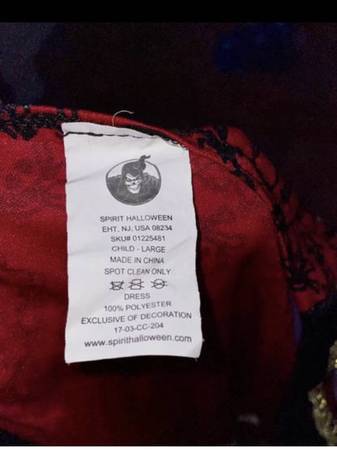 SPIRIT HALLOWEEN
EHT, NJ, USA 08234
SKU# 01225481
CHILD - LARGE
MADE IN CHINA
SPOT CLEAN ONLY
DRESS
100% POLYESTER
EXCLUSIVE OF DECORATION
17-03-CC-204
www.spirithalloween.com